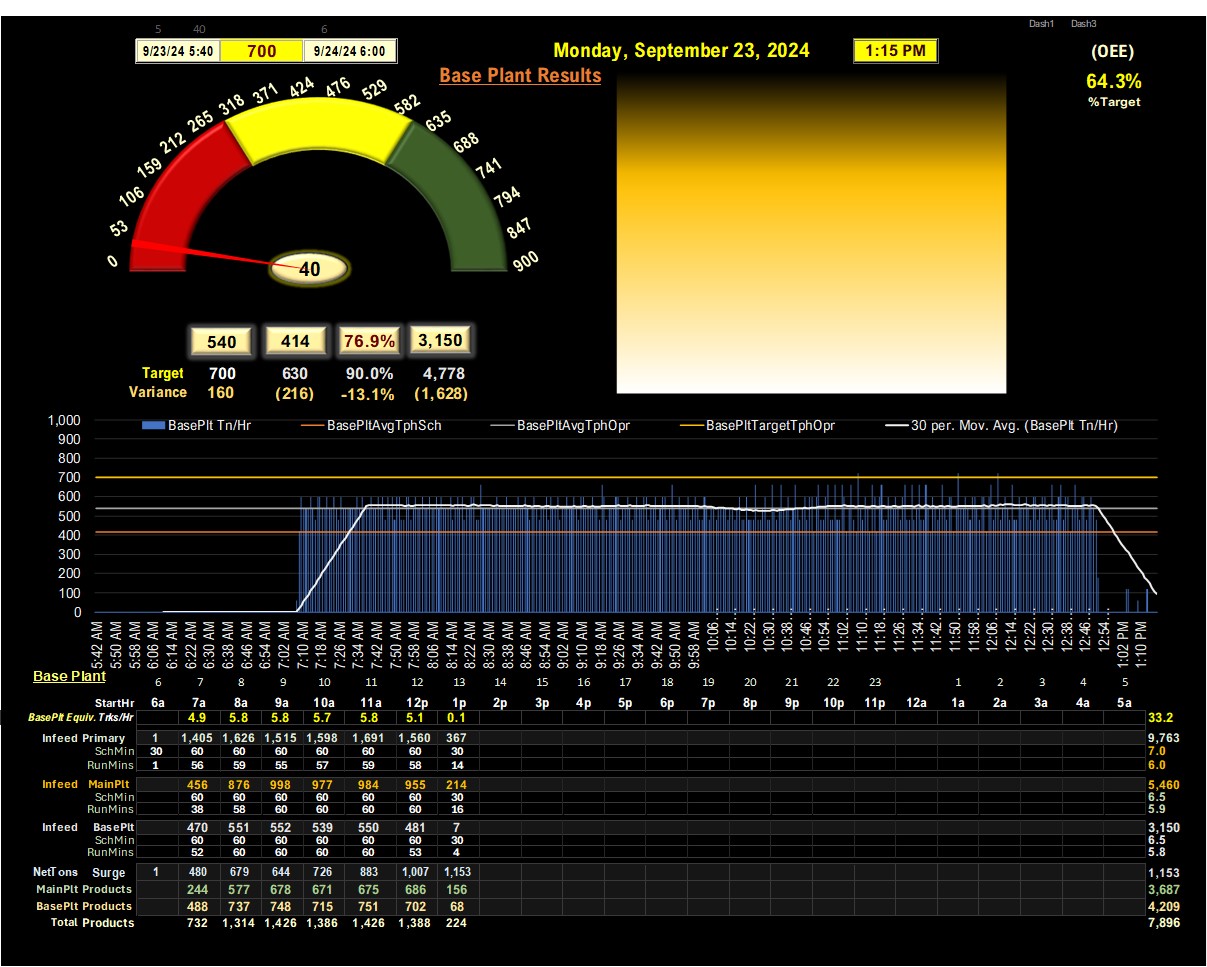 5 40 6 Dash1 Dash3
9/23/24 5:40 700 9/24/24 6:00 Monday, September 23, 2024 1:15 PM (OEE)
Base Plant Results 64.3%
%Target
0 53 106 159 212 265 318 371 424 476 529 582 635 688 741 794 847 900
40
540 414 76.9% 3,150
Target 700 630 90.0% 4,778
Variance 160 (216) -13.1% (1,628)
BasePlt Tn/Hr BasePltAvgTphSch BasePltAvgTphOpr BasePltTargetTphOpr 30 per. Mov. Avg. (BasePlt Tn/Hr)
1,000
900
800
700
600
500
400
300
200
100
0
5:42 AM 5:50 AM 5:58 AM 6:06 AM 6:14 AM 6:22 AM 6:30 AM 6:38 AM 6:46 AM 6:54 AM 7:02 AM 7:10 AM 7:18 AM 7:26 AM 7:34 AM 7:42 AM 7:50 AM 7:58 AM 8:06 AM 8:14 AM 8:22 AM 8:30 AM 8:38 AM 8:46 AM 8:54 AM 9:02 AM 9:10 AM 9:18 AM 9:26 AM 9:34 AM 9:42 AM 9:50 AM 9:58 AM 10:06… 10:14… 10:22… 10:30… 10:38… 10:46… 10:54… 11:02… 11:10… 11:18… 11:26… 11:34… 11:42… 11:50… 11:58… 12:06… 12:14… 12:22… 12:30… 12:38… 12:46… 12:54… 1:02 PM 1:10 PM
Base Plant 6 7 8 9 10 11 12 13 14 15 16 17 18 19 20 21 22 23 1 2 3 4 5
StartHr 6a 7a 8a 9a 10a 11a 12p 1p 2p 3p 4p 5p 6p 7p 8p 9p 10p 11p 12a 1a 2a 3a 4a 5a
BasePlt Equiv. Trks/Hr 4.9 5.8 5.8 5.7 5.8 5.1 0.1 33.2
Infeed Primary 1 1,405 1,626 1,515 1,598 1,691 1,560 367 9,763
SchMin 30 60 60 60 60 60 60 30 7.0
RunMins 1 56 59 55 57 59 58 14 6.0
Infeed MainPlt 456 876 998 977 984 955 214 5,460
SchMin 60 60 60 60 60 60 30 6.5
RunMins 38 58 60 60 60 60 16 5.9
Infeed BasePlt 470 551 552 539 550 481 7 3,150
SchMin 60 60 60 60 60 60 30 6.5
RunMins 52 60 60 60 60 53 4 5.8
NetTons Surge 1 480 679 644 726 883 1,007 1,153 1,153
MainPlt Products 244 577 678 671 675 686 156 3,687
BasePlt Products 488 737 748 715 751 702 68 4,209
Total Products 732 1,314 1,426 1,386 1,426 1,388 224 7,896